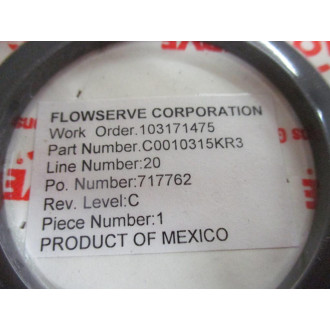 FLOWSERVE CORPORATION
Work Order.103171475
Part Number.C0010315KR3
Line Number:20
Po. Number:717762
Rev. Level:C
Piece Number:1
PRODUCT OF MEXICO